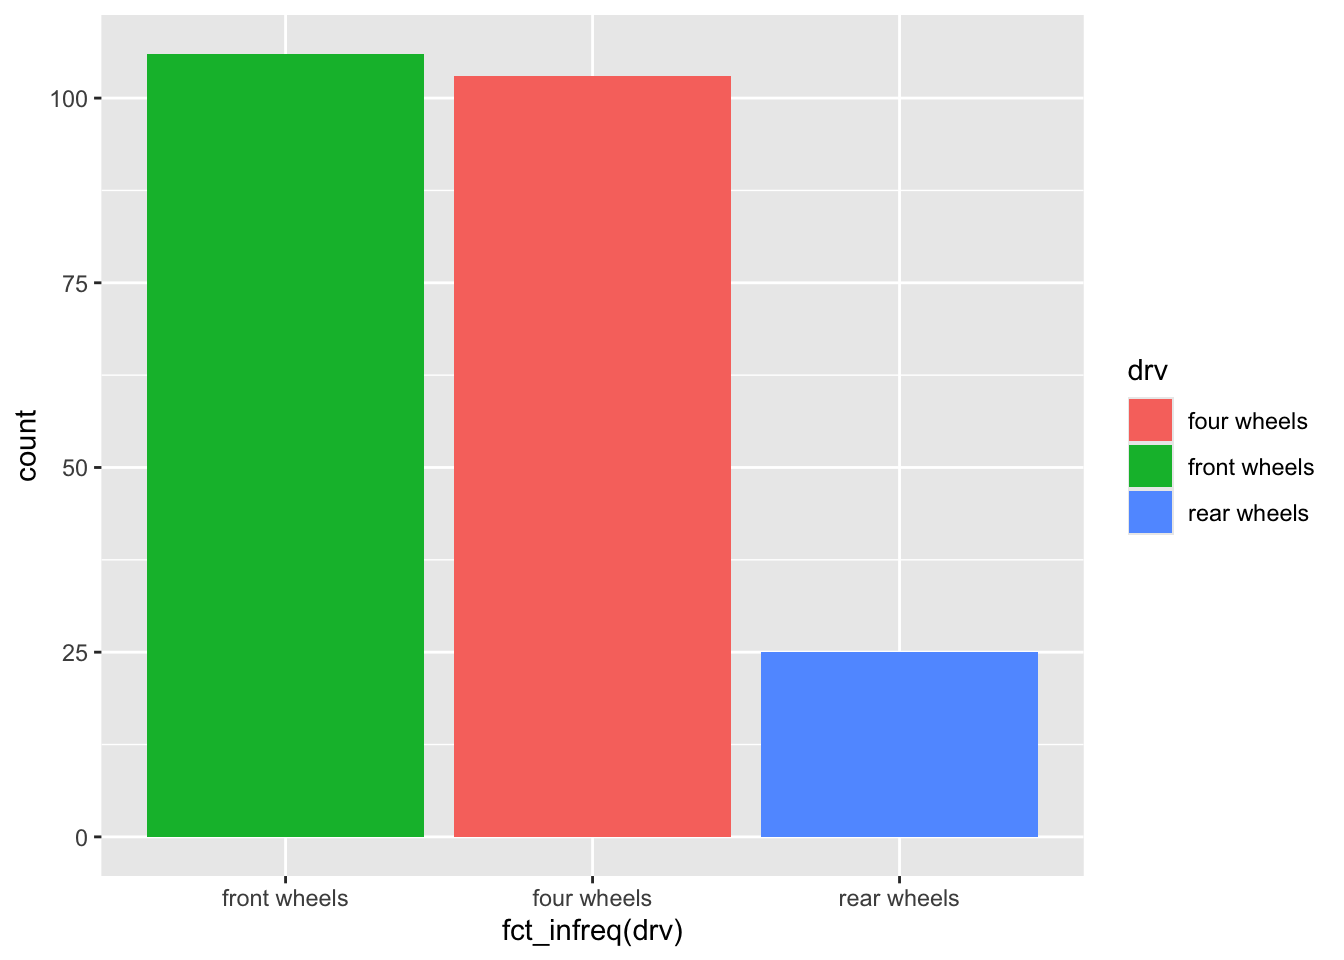 100
75
50
25
0
count
front wheels
four wheels
rear wheels
fct_infreq(drv)
drv
four wheels
front wheels
rear wheels